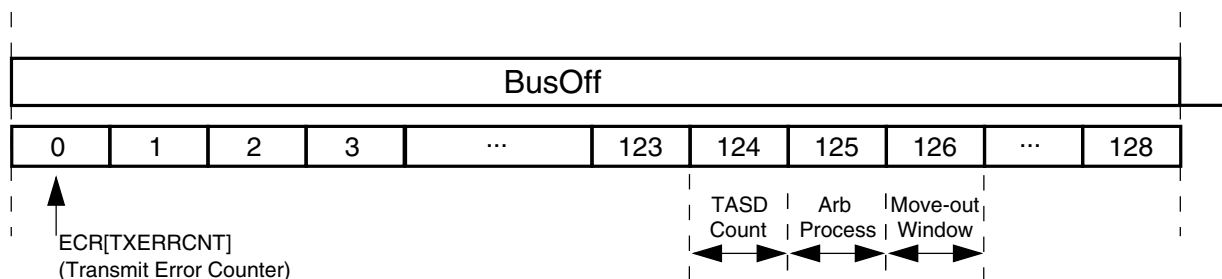 BusOff
0 1 2 3 ... 123 124 125 126 ... 128
TASD Count
Arb Process
Move-out Window
ECR[TXERRCNT]
(Transmit Error Counter)